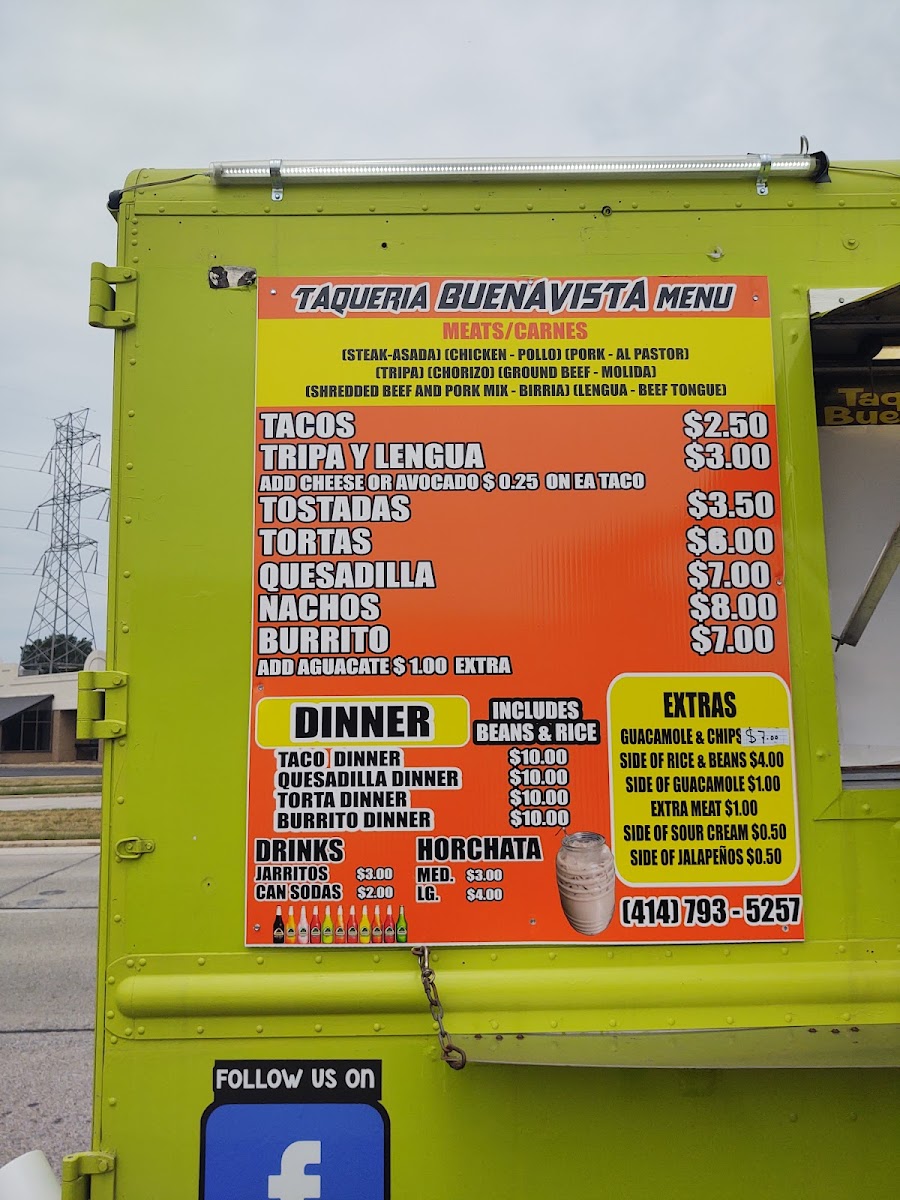 TAQUERIA BUENAVISTA MENU
MEATS/CARNES
(STEAK-ASADA) (CHICKEN - POLLO) (PORK - AL PASTOR)
(TRIPA) (CHORIZO) (GROUND BEEF - MOLIDA)
(SHREDDED BEEF AND PORK MIX - BIRRIA) (LENGUA - BEEF TONGUE)
TACOS $2.50
TRIPA Y LENGUA $3.00
ADD CHEESE OR AVOCADO $ 0.25 ON EA TACO
TOSTADAS $3.50
TORTAS $6.00
QUESADILLA $7.00
NACHOS $8.00
BURRITO $7.00
ADD AGUACATE $ 1.00 EXTRA
DINNER
INCLUDES
BEANS & RICE
TACO DINNER $10.00
QUESADILLA DINNER $10.00
TORTA DINNER $10.00
BURRITO DINNER $10.00
EXTRAS
GUACAMOLE & CHIPS $7.00
SIDE OF RICE & BEANS $4.00
SIDE OF GUACAMOLE $1.00
EXTRA MEAT $1.00
SIDE OF SOUR CREAM $0.50
SIDE OF JALAPEÑOS $0.50
DRINKS
JARRITOS $3.00
CAN SODAS $2.00
HORCHATA
MED. $3.00
LG. $4.00
(414) 793 - 5257
FOLLOW US ON
f